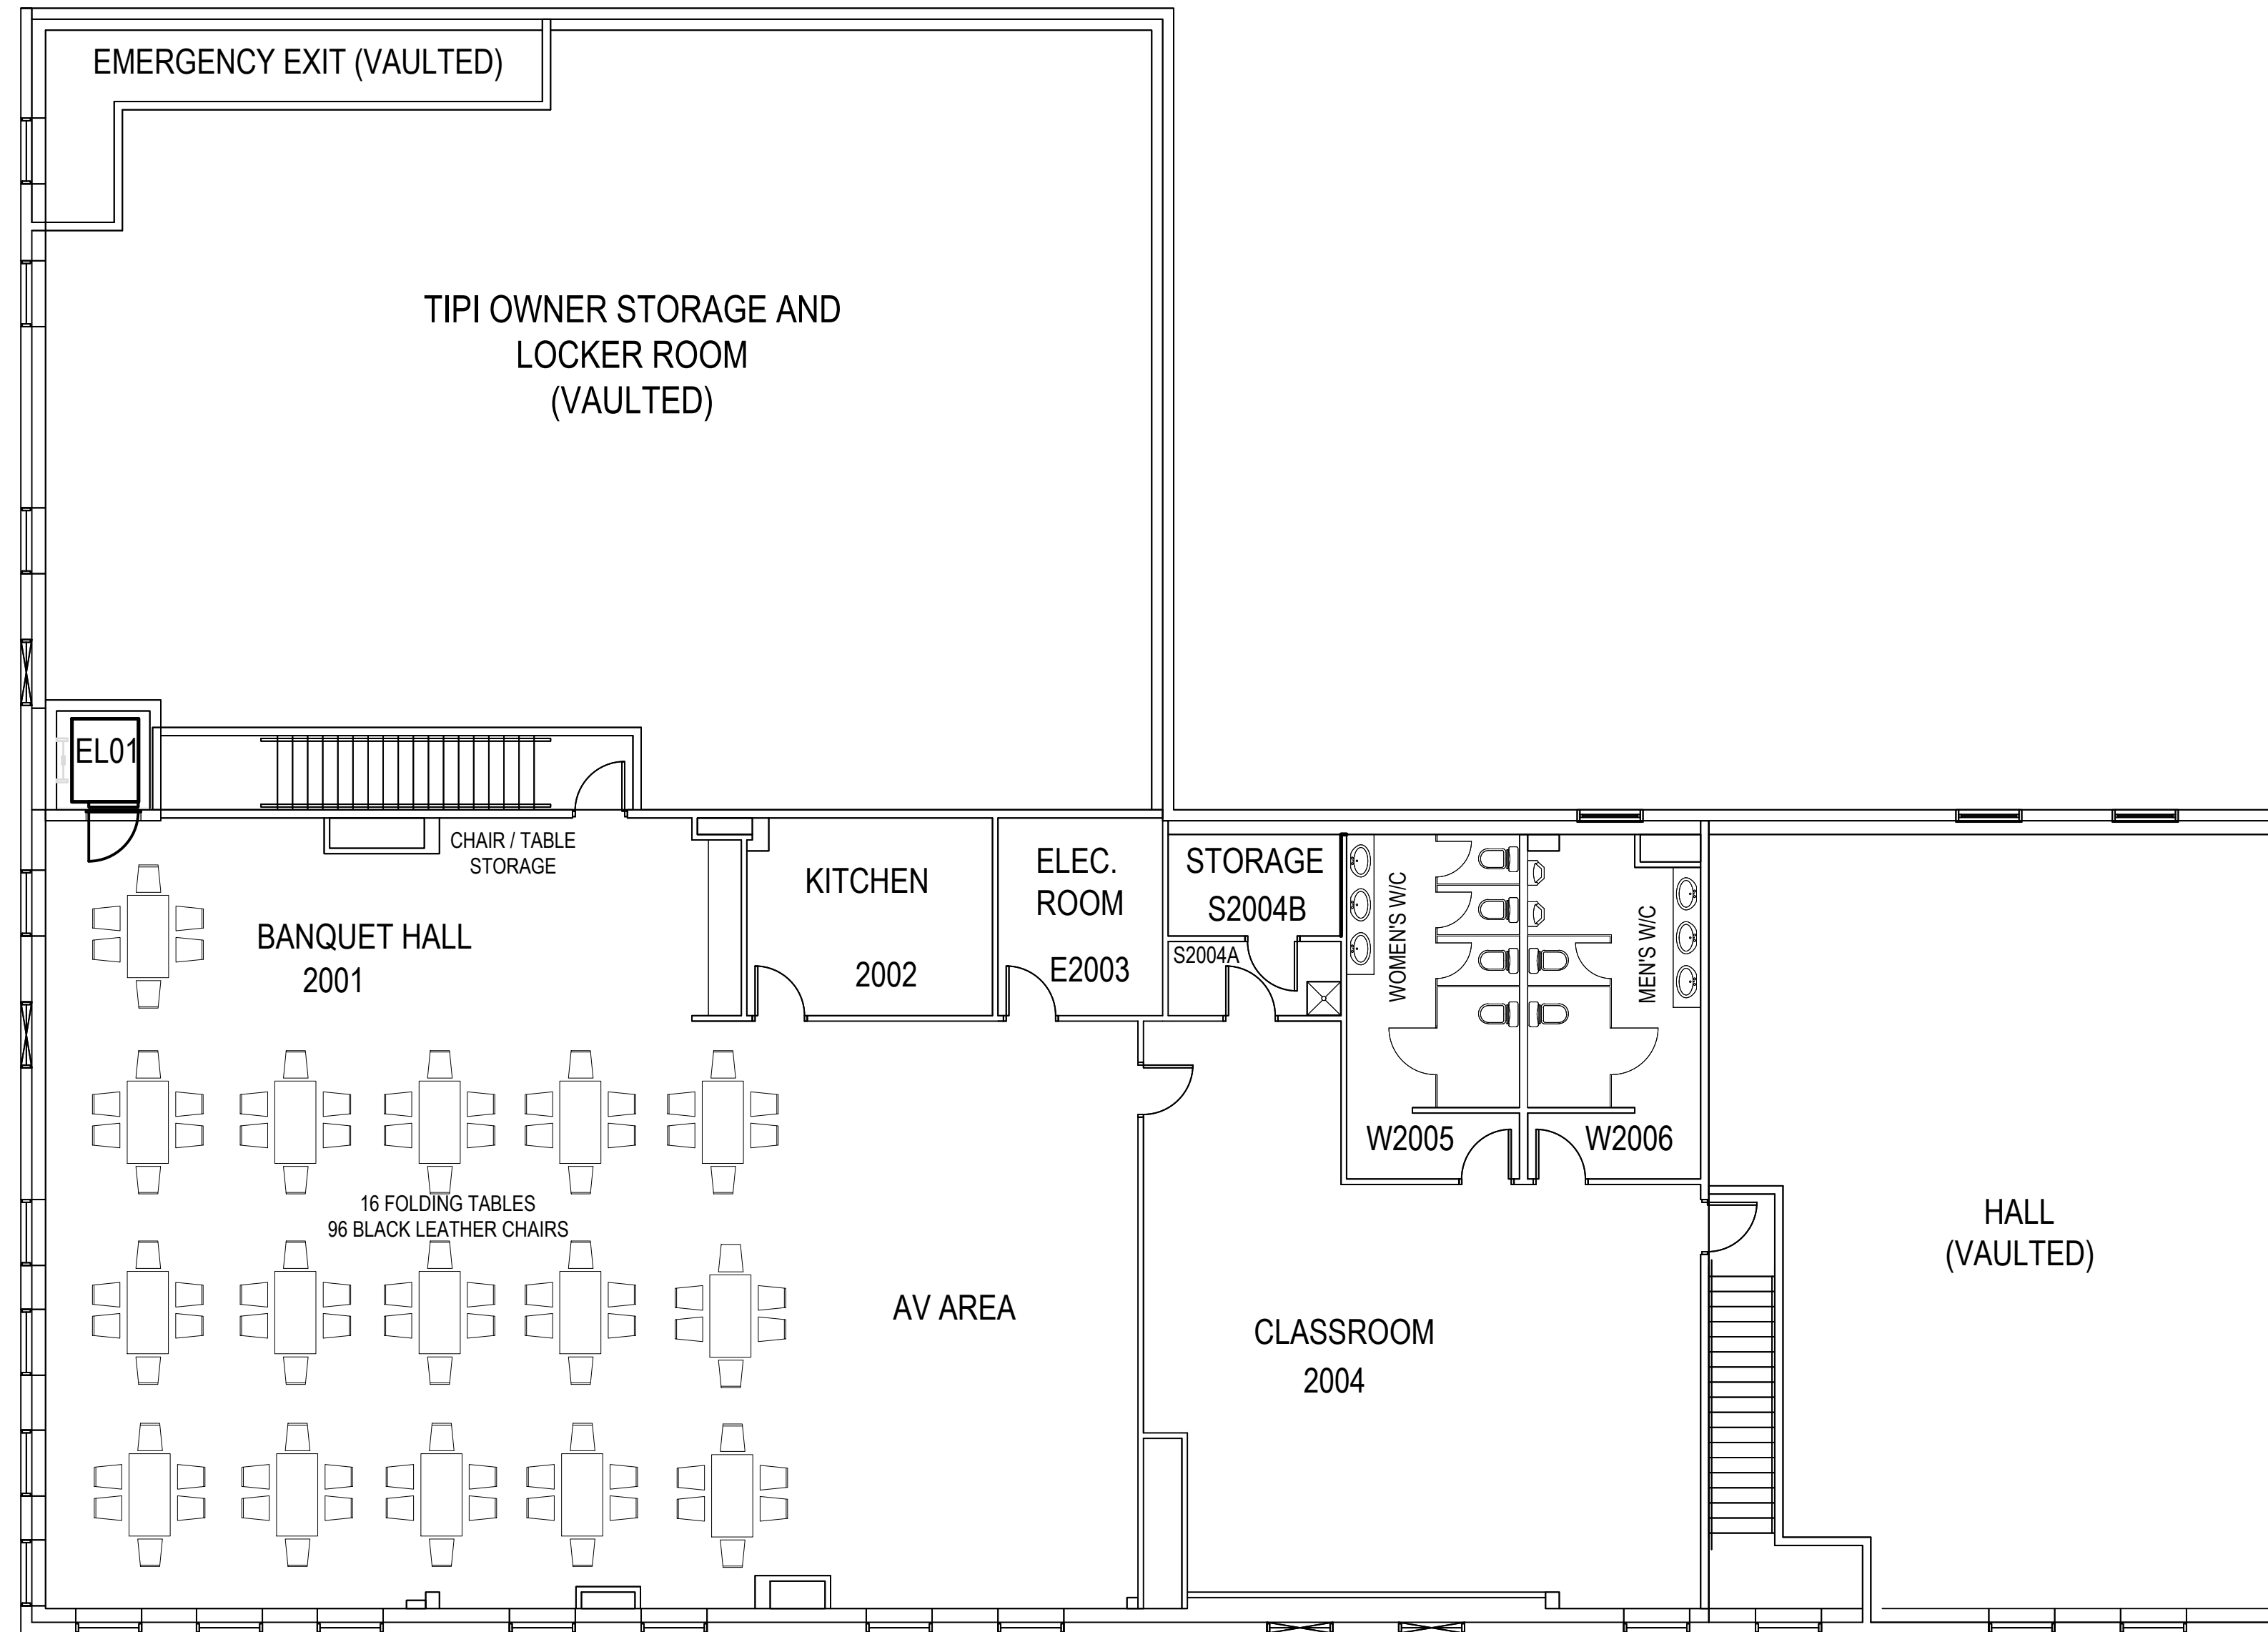 EMERGENCY EXIT (VAULTED)
TIPI OWNER STORAGE AND
LOCKER ROOM
(VAULTED)
EL01
CHAIR / TABLE
STORAGE
BANQUET HALL
2001
KITCHEN
2002
ELEC.
ROOM
E2003
STORAGE
S2004B
S2004A
WOMEN'S W/C
MEN'S W/C
W2005
W2006
16 FOLDING TABLES
96 BLACK LEATHER CHAIRS
AV AREA
CLASSROOM
2004
HALL
(VAULTED)